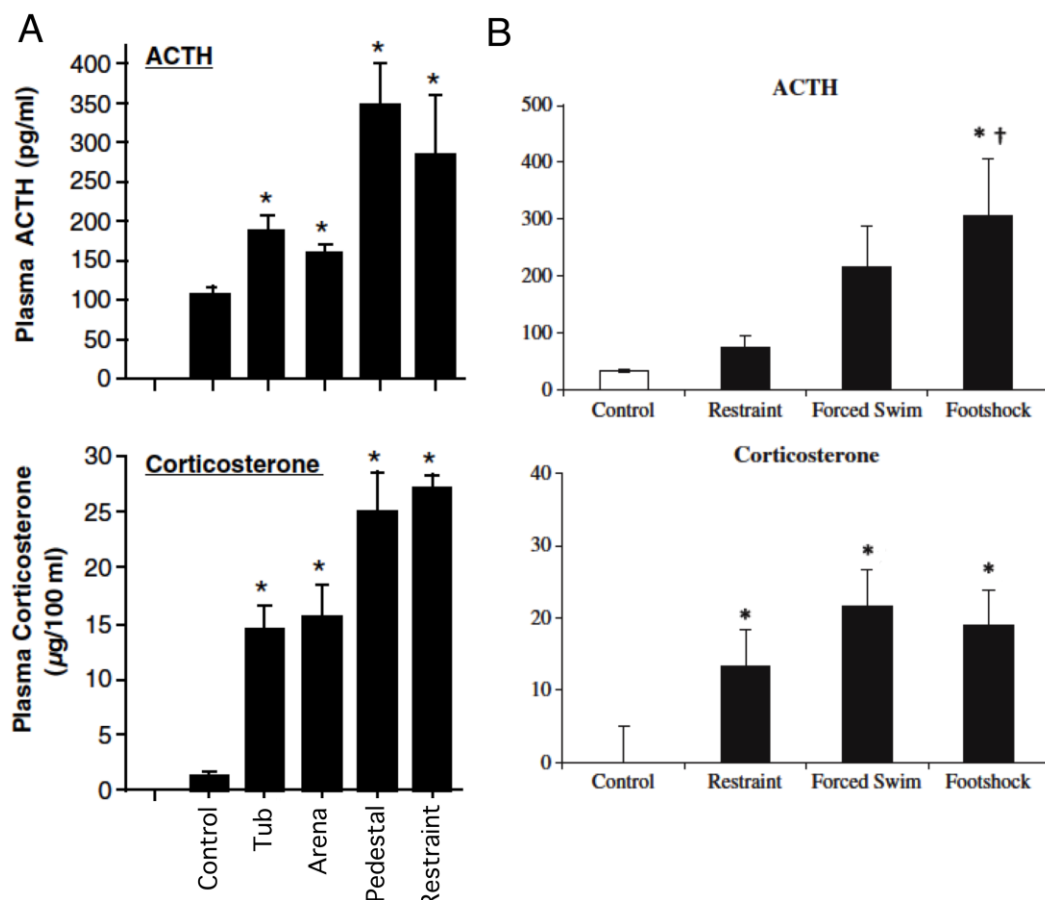 A
ACTH
Plasma ACTH (pg/ml)
400
350
300
250
200
150
100
50
0
*
*
*
*
Corticosterone
Plasma Corticosterone
(µg/100 ml)
30
25
20
15
10
5
0
*
*
*
*
Control
Tub
Arena
Pedestal
Restraint
B
ACTH
500
400
300
200
100
0
* †
Control Restraint Forced Swim Footshock
Corticosterone
40
30
20
10
0
*
*
*
Control Restraint Forced Swim Footshock